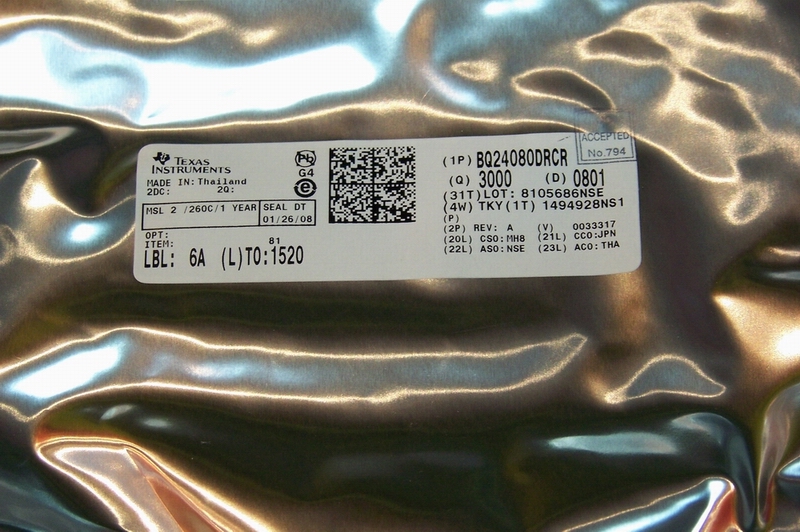 TEXAS
INSTRUMENTS
MADE IN: Thailand
2DC: 2Q:
MSL 2 /260C/1 YEAR
SEAL DT
01/26/08
OPT:
ITEM: 81
LBL: 6A (L)TO:1520
Pb
G4
e
(1P) BQ24080DRCR
(Q) 3000 (D) 0801
(31T)LOT: 8105686NSE
(4W) TKY(1T) 1494928NS1
(P)
(2P) REV: A (V) 0033317
(20L) CSO:MH8 (21L) CCO:JPN
(22L) ASO:NSE (23L) ACO:THA
ACCEPTED
No.794